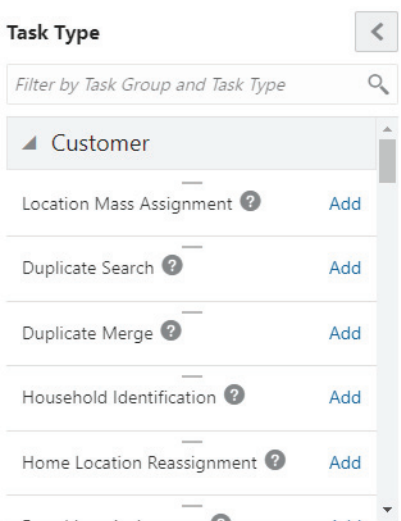 Task Type
Filter by Task Group and Task Type
Customer
Location Mass Assignment ? Add
Duplicate Search ? Add
Duplicate Merge ? Add
Household Identification ? Add
Home Location Reassignment ? Add